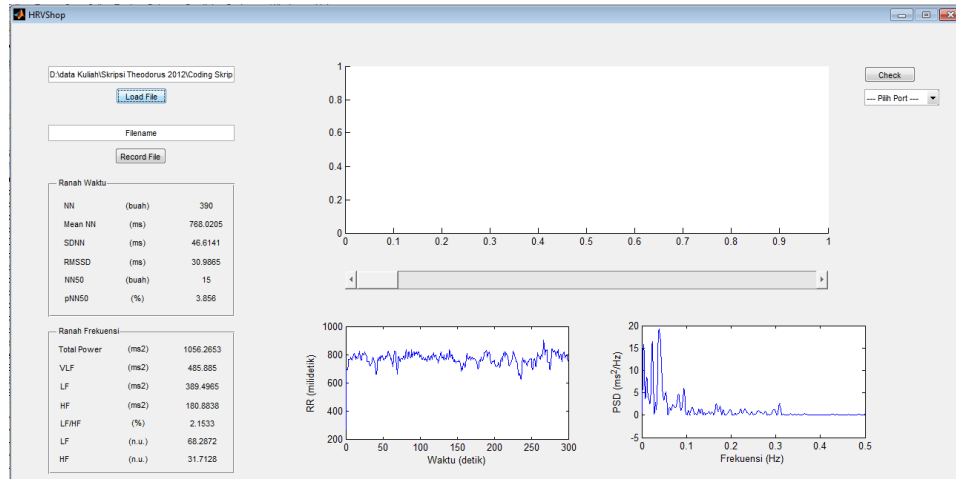 HRVShop
D:\data Kuliah\Skripsi Theodorus 2012\Coding Skrip
Load File
Filename
Record File
Ranah Waktu
NN (buah) 390
Mean NN (ms) 768.0205
SDNN (ms) 46.6141
RMSSD (ms) 30.9865
NN50 (buah) 15
pNN50 (%) 3.856
Ranah Frekuensi
Total Power (ms2) 1056.2653
VLF (ms2) 485.885
LF (ms2) 389.4965
HF (ms2) 180.8838
LF/HF (%) 2.1533
LF (n.u.) 68.2872
HF (n.u.) 31.7128
1
0.8
0.6
0.4
0.2
0
0 0.1 0.2 0.3 0.4 0.5 0.6 0.7 0.8 0.9 1
Check
--- Pilih Port ---
1000
800
600
400
200
RR (milidetik)
0 50 100 150 200 250 300
Waktu (detik)
20
15
10
5
0
-5
PSD (ms²/Hz)
0 0.1 0.2 0.3 0.4 0.5
Frekuensi (Hz)